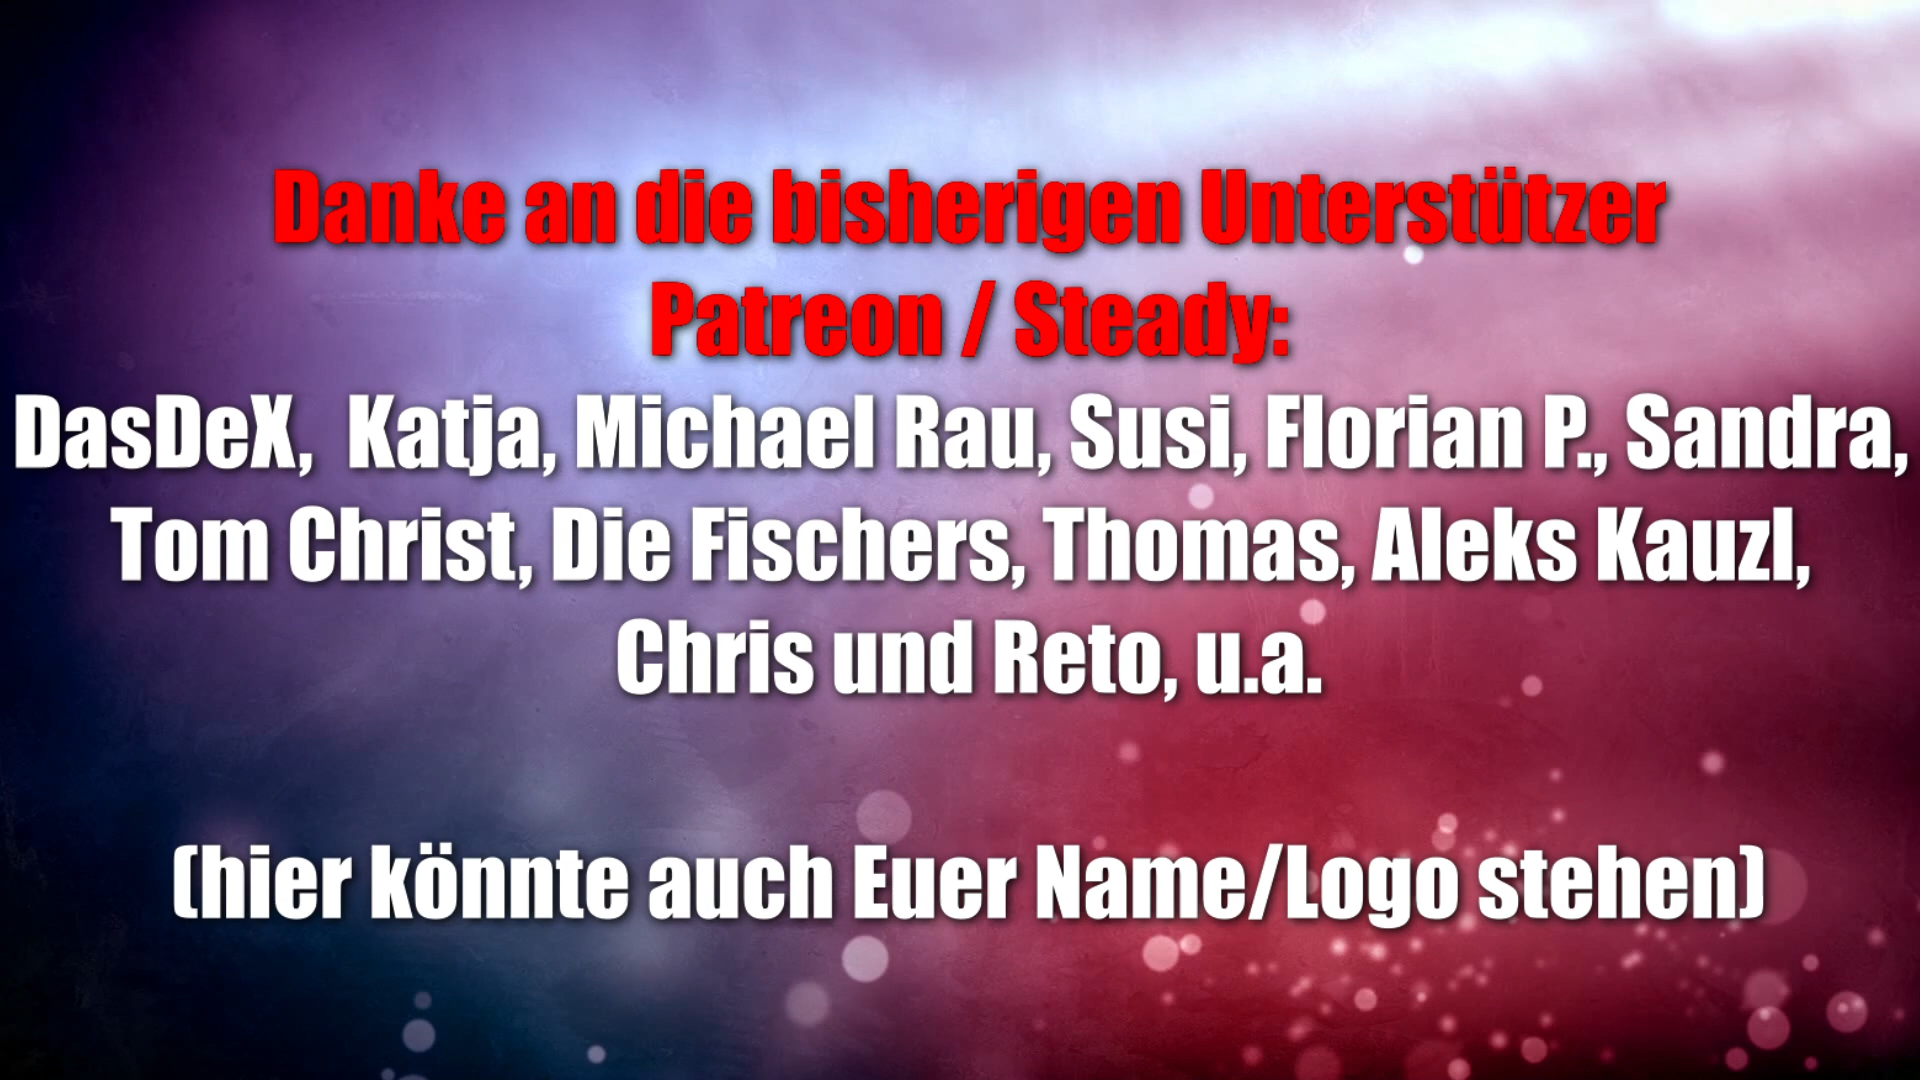 Danke an die bisherigen Unterstützer
Patreon / Steady:
DasDeX,  Katja, Michael Rau, Susi, Florian P., Sandra,
Tom Christ, Die Fischers, Thomas, Aleks Kauzl,
Chris und Reto, u.a.
(hier könnte auch Euer Name/Logo stehen)